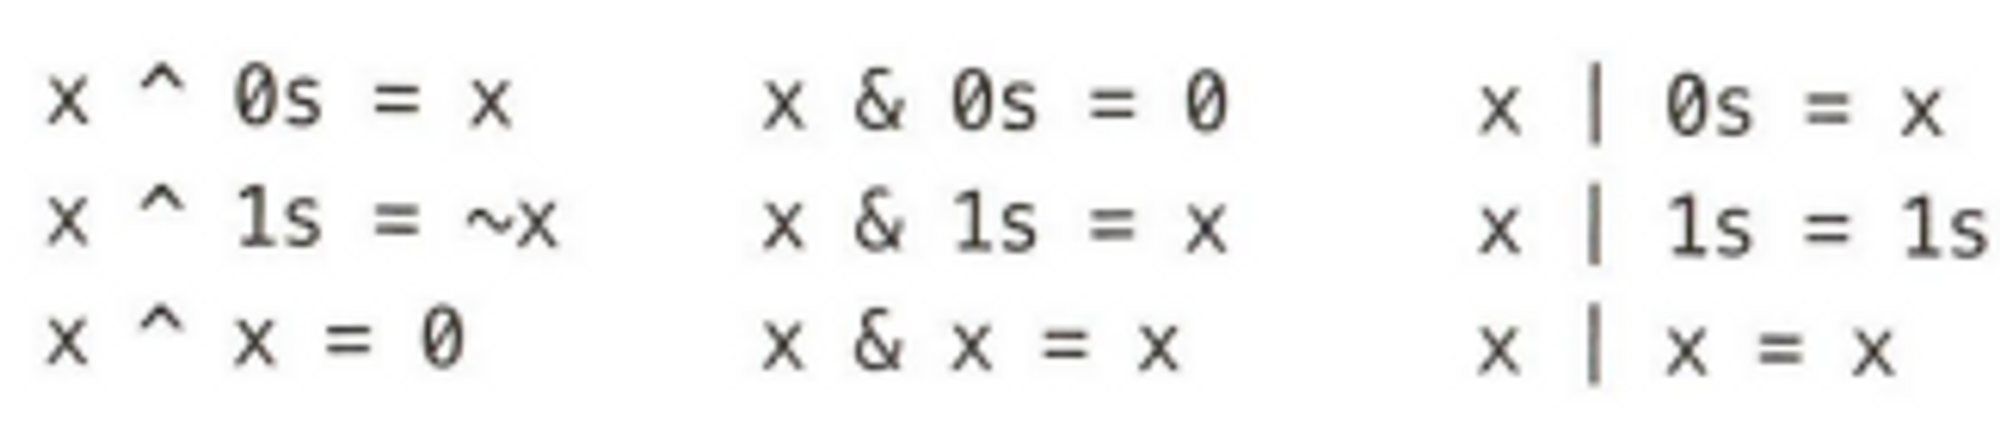 x ^ 0s = x x & 0s = 0 x | 0s = x
x ^ 1s = ~x x & 1s = x x | 1s = 1s
x ^ x = 0 x & x = x x | x = x